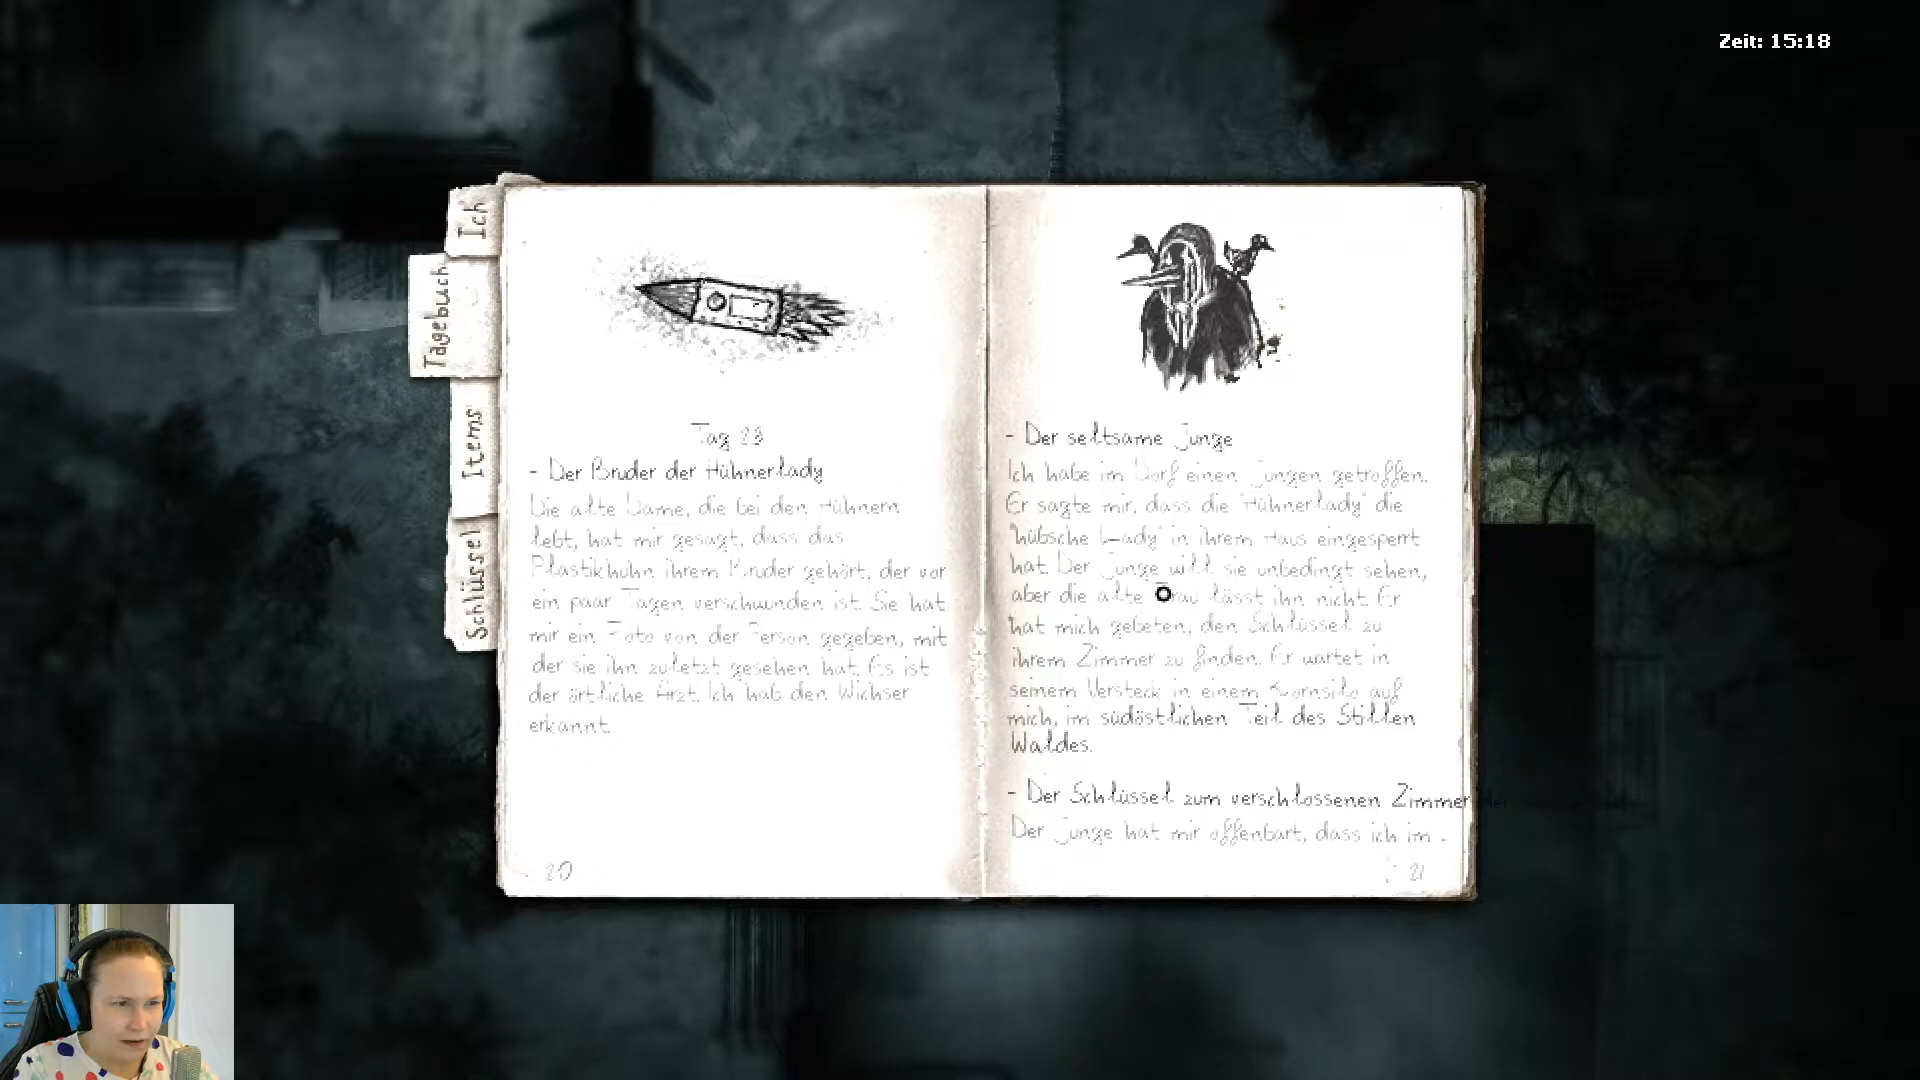 Zeit: 15:18
Ich
Tagebuch
Items
Schlüssel
Tag 23
- Der Bruder der Hühnerlady
Die alte Dame, die bei den Hühnern
lebt, hat mir gesagt, dass das
Plastikhuhn ihrem Bruder gehört, der vor
ein paar Tagen verschwunden ist. Sie hat
mir ein Foto von der Person gegeben, mit
der sie ihn zuletzt gesehen hat. Es ist
der örtliche Arzt. Ich hab den Wichser
erkannt.
20
- Der seltsame Junge
Ich habe im Dorf einen Jungen getroffen.
Er sagte mir, dass die "Hühnerlady" die
"hübsche Lady" in ihrem Haus eingesperrt
hat. Der Junge will sie unbedingt sehen,
aber die alte Frau lässt ihn nicht. Er
hat mich gebeten, den Schlüssel zu
ihrem Zimmer zu finden. Er wartet in
seinem Versteck in einem Kornsilo auf
mich, im südöstlichen Teil des Stillen
Waldes.
- Der Schlüssel zum verschlossenen Zimmer
Der Junge hat mir offenbart, dass ich im
21